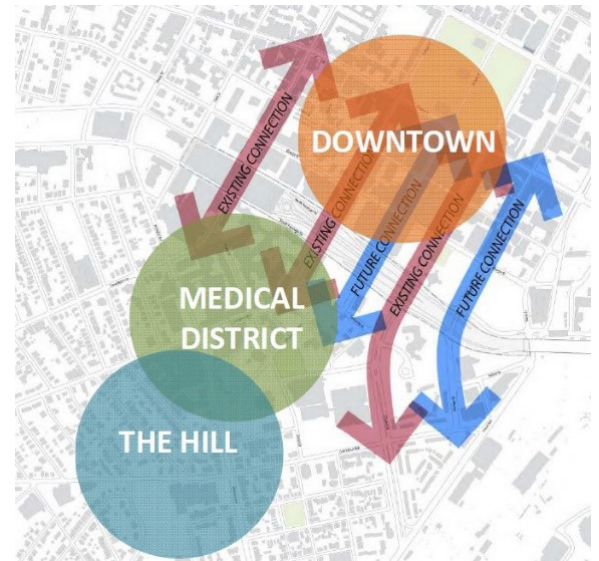 DOWNTOWN
EXISTING CONNECTION
EXISTING CONNECTION
FUTURE CONNECTION
EXISTING CONNECTION
FUTURE CONNECTION
MEDICAL
DISTRICT
THE HILL